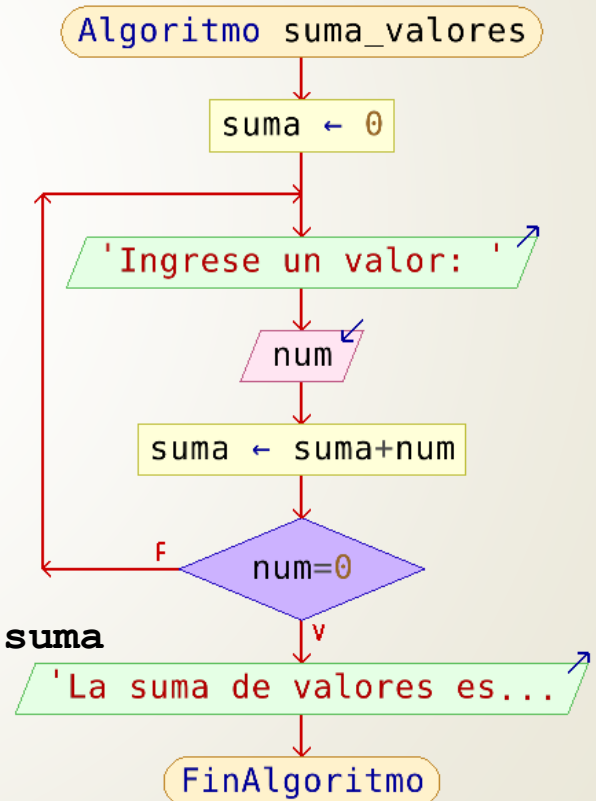 Algoritmo suma_valores
suma ← 0
'Ingrese un valor: '
num
suma ← suma+num
F
num=0
V
suma
'La suma de valores es...
FinAlgoritmo